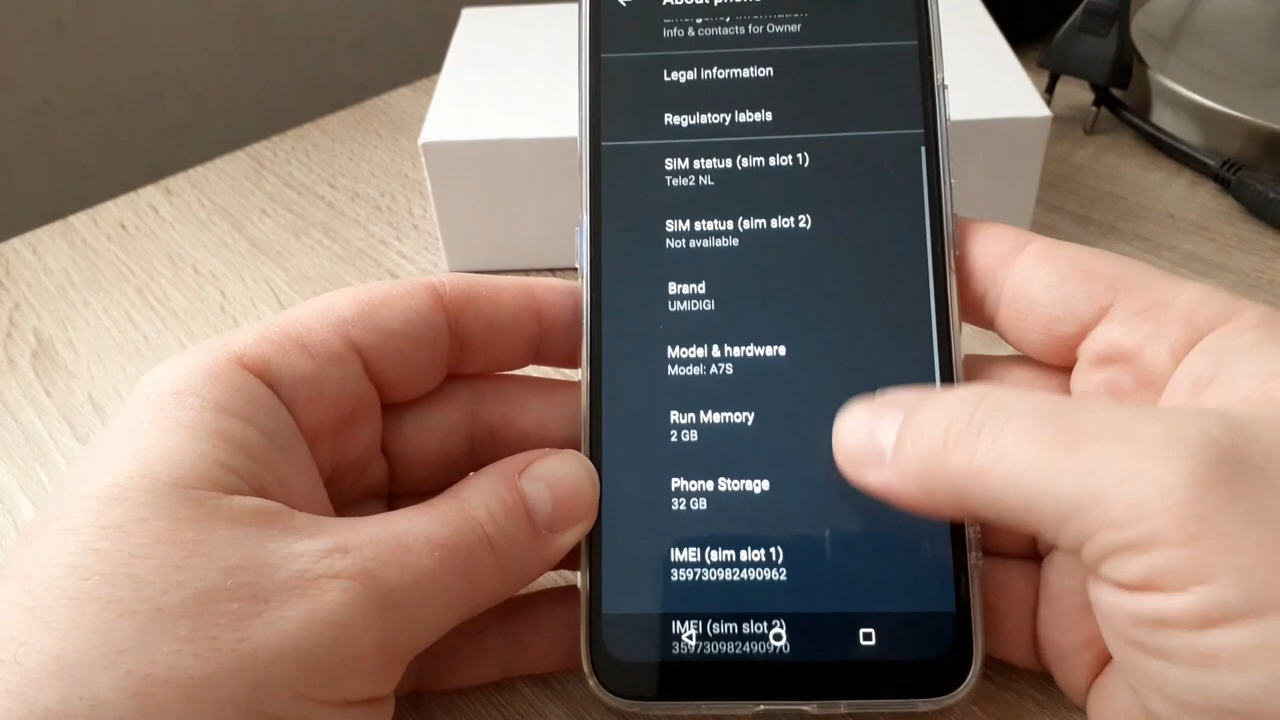 About phone
Emergency information
Info & contacts for Owner
Legal information
Regulatory labels
SIM status (sim slot 1)
Tele2 NL
SIM status (sim slot 2)
Not available
Brand
UMIDIGI
Model & hardware
Model: A7S
Run Memory
2 GB
Phone Storage
32 GB
IMEI (sim slot 1)
359730982490962
IMEI (sim slot 2)
359730982490970